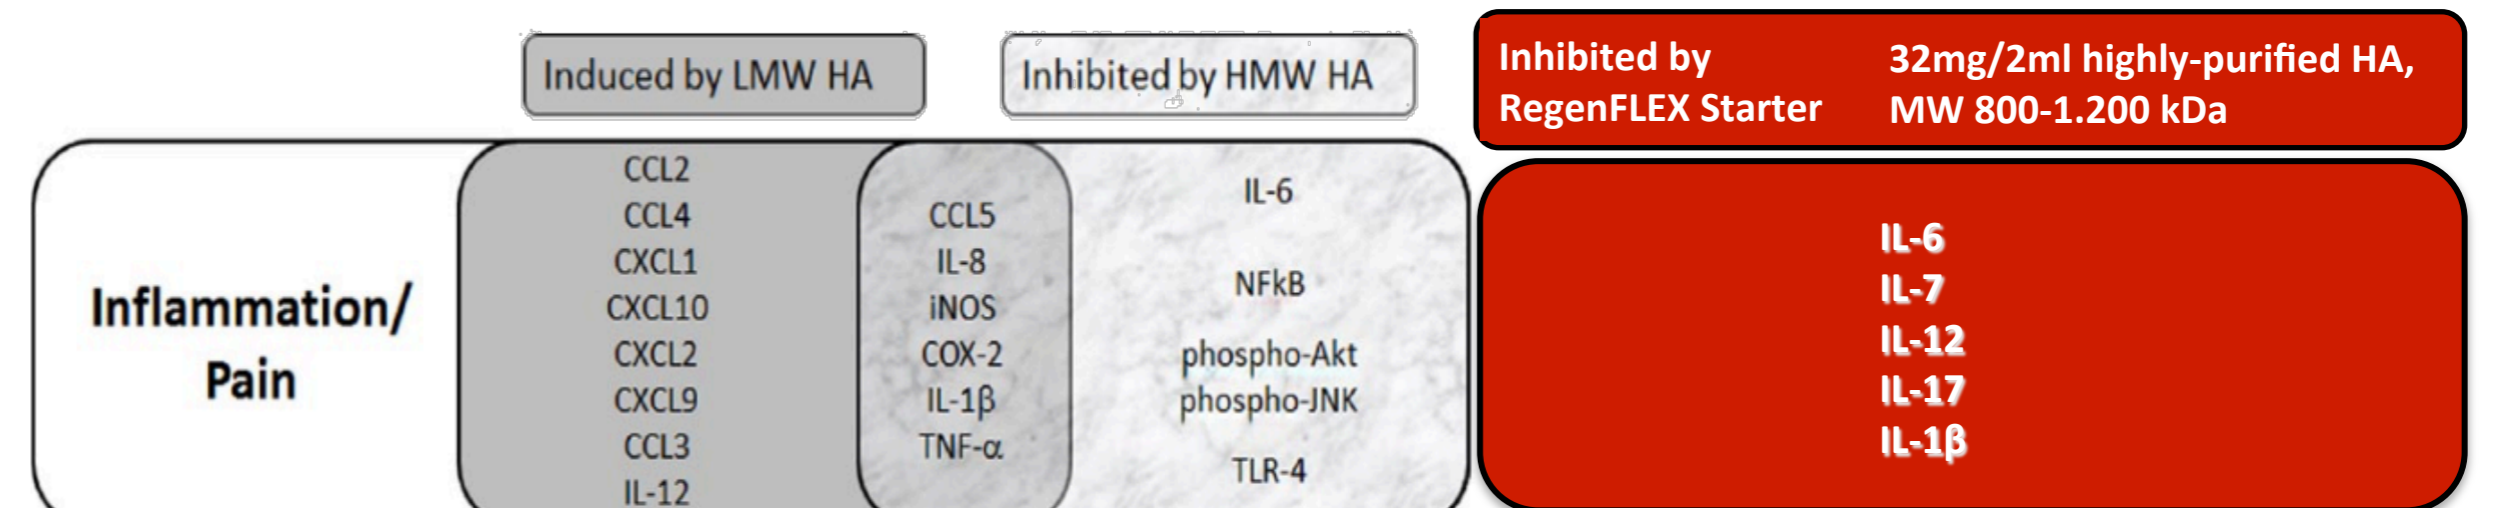 Induced by LMW HA
Inhibited by HMW HA
Inhibited by
RegenFLEX Starter
32mg/2ml highly-purified HA,
MW 800-1.200 kDa
Inflammation/
Pain
CCL2
CCL4
CXCL1
CXCL10
CXCL2
CXCL9
CCL3
IL-12
CCL5
IL-8
iNOS
COX-2
IL-1β
TNF-α
IL-6
NFkB
phospho-Akt
phospho-JNK
TLR-4
IL-6
IL-7
IL-12
IL-17
IL-1β